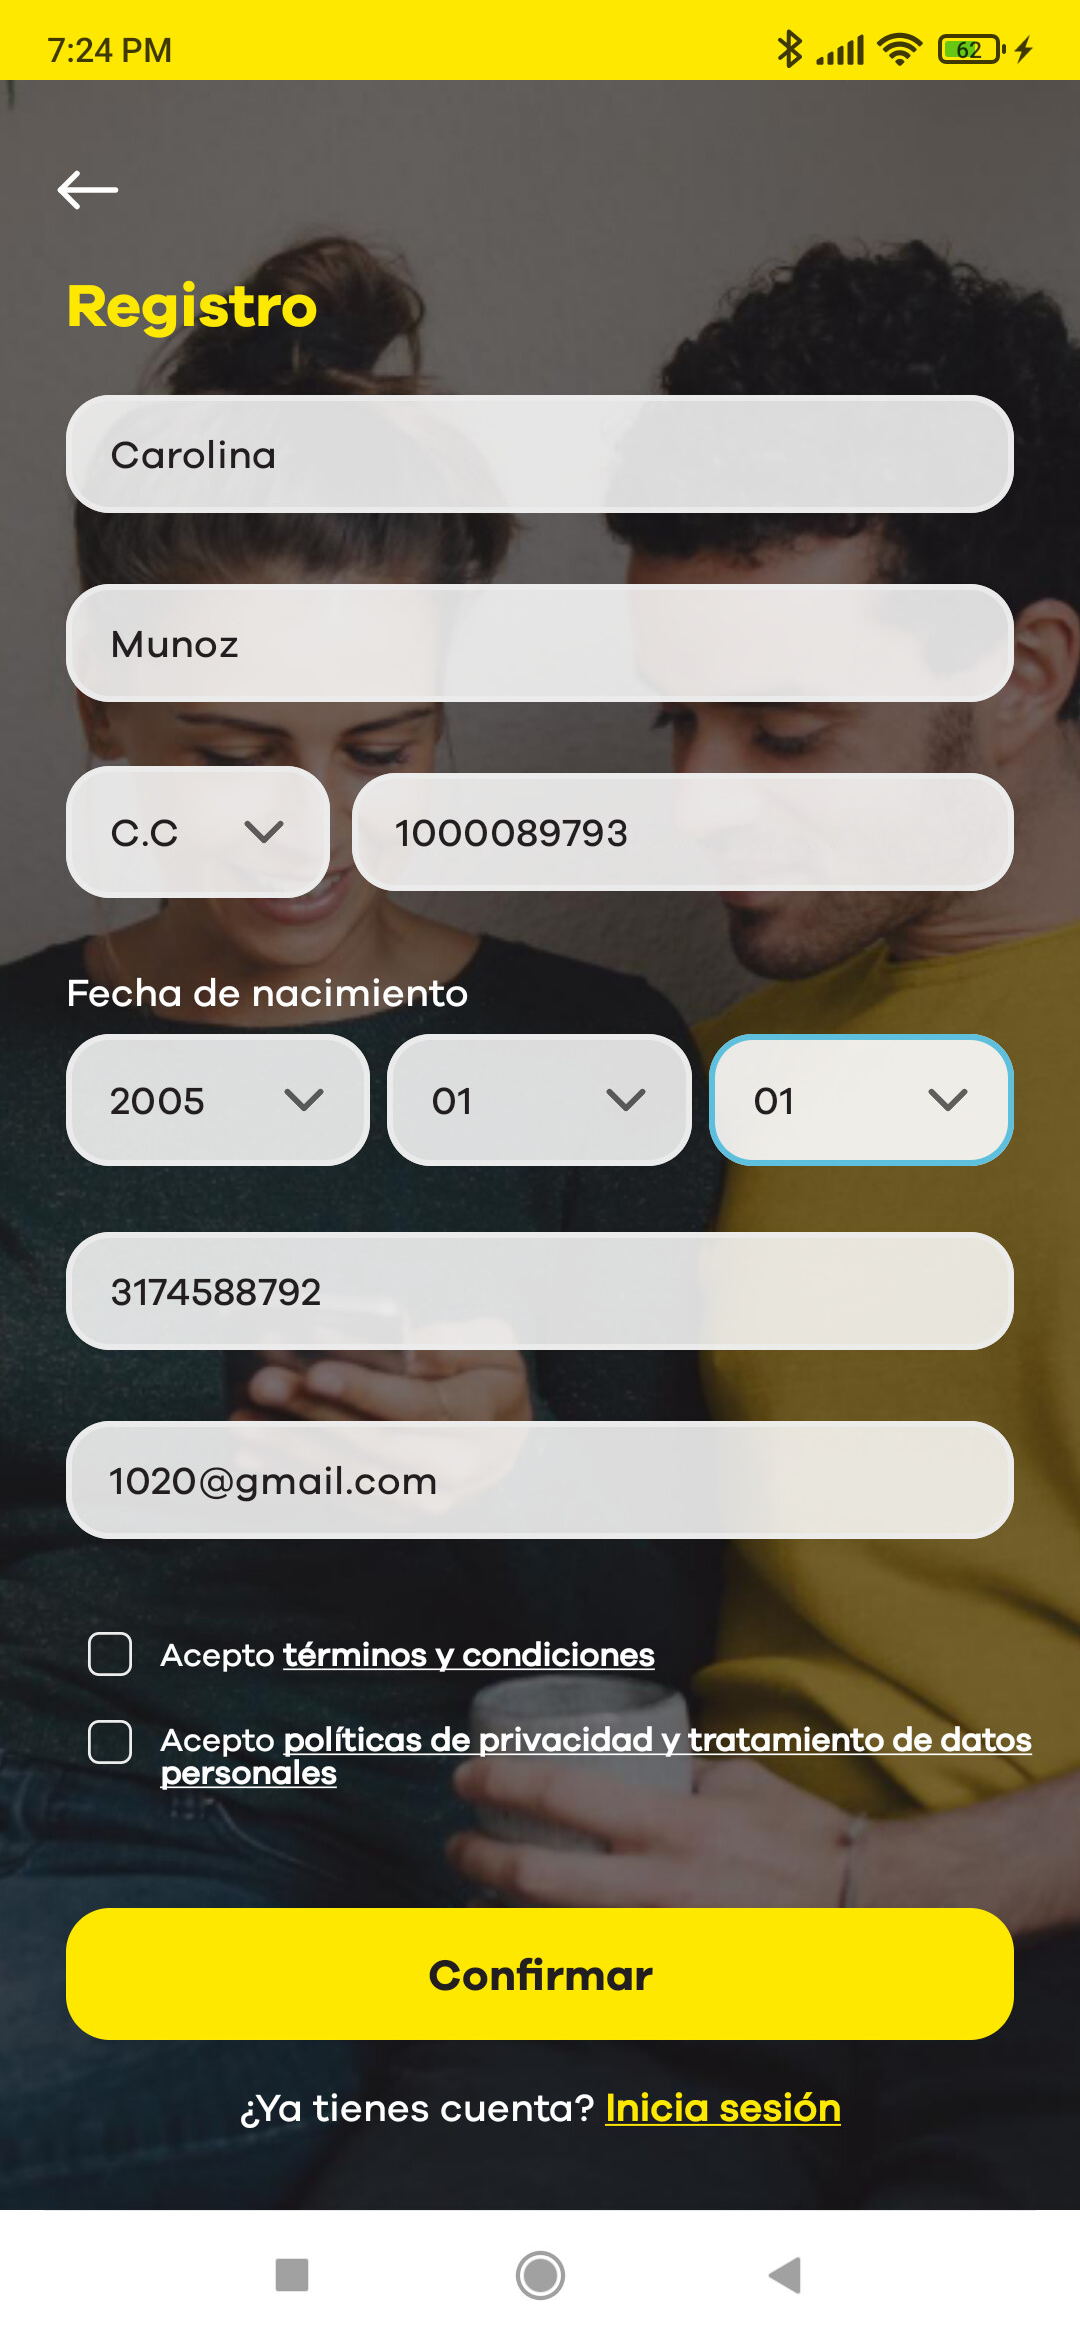 7:24 PM
62
Registro
Carolina
Munoz
C.C
1000089793
Fecha de nacimiento
2005
01
01
3174588792
1020@gmail.com
Acepto términos y condiciones
Acepto políticas de privacidad y tratamiento de datos
personales
Confirmar
¿Ya tienes cuenta? Inicia sesión